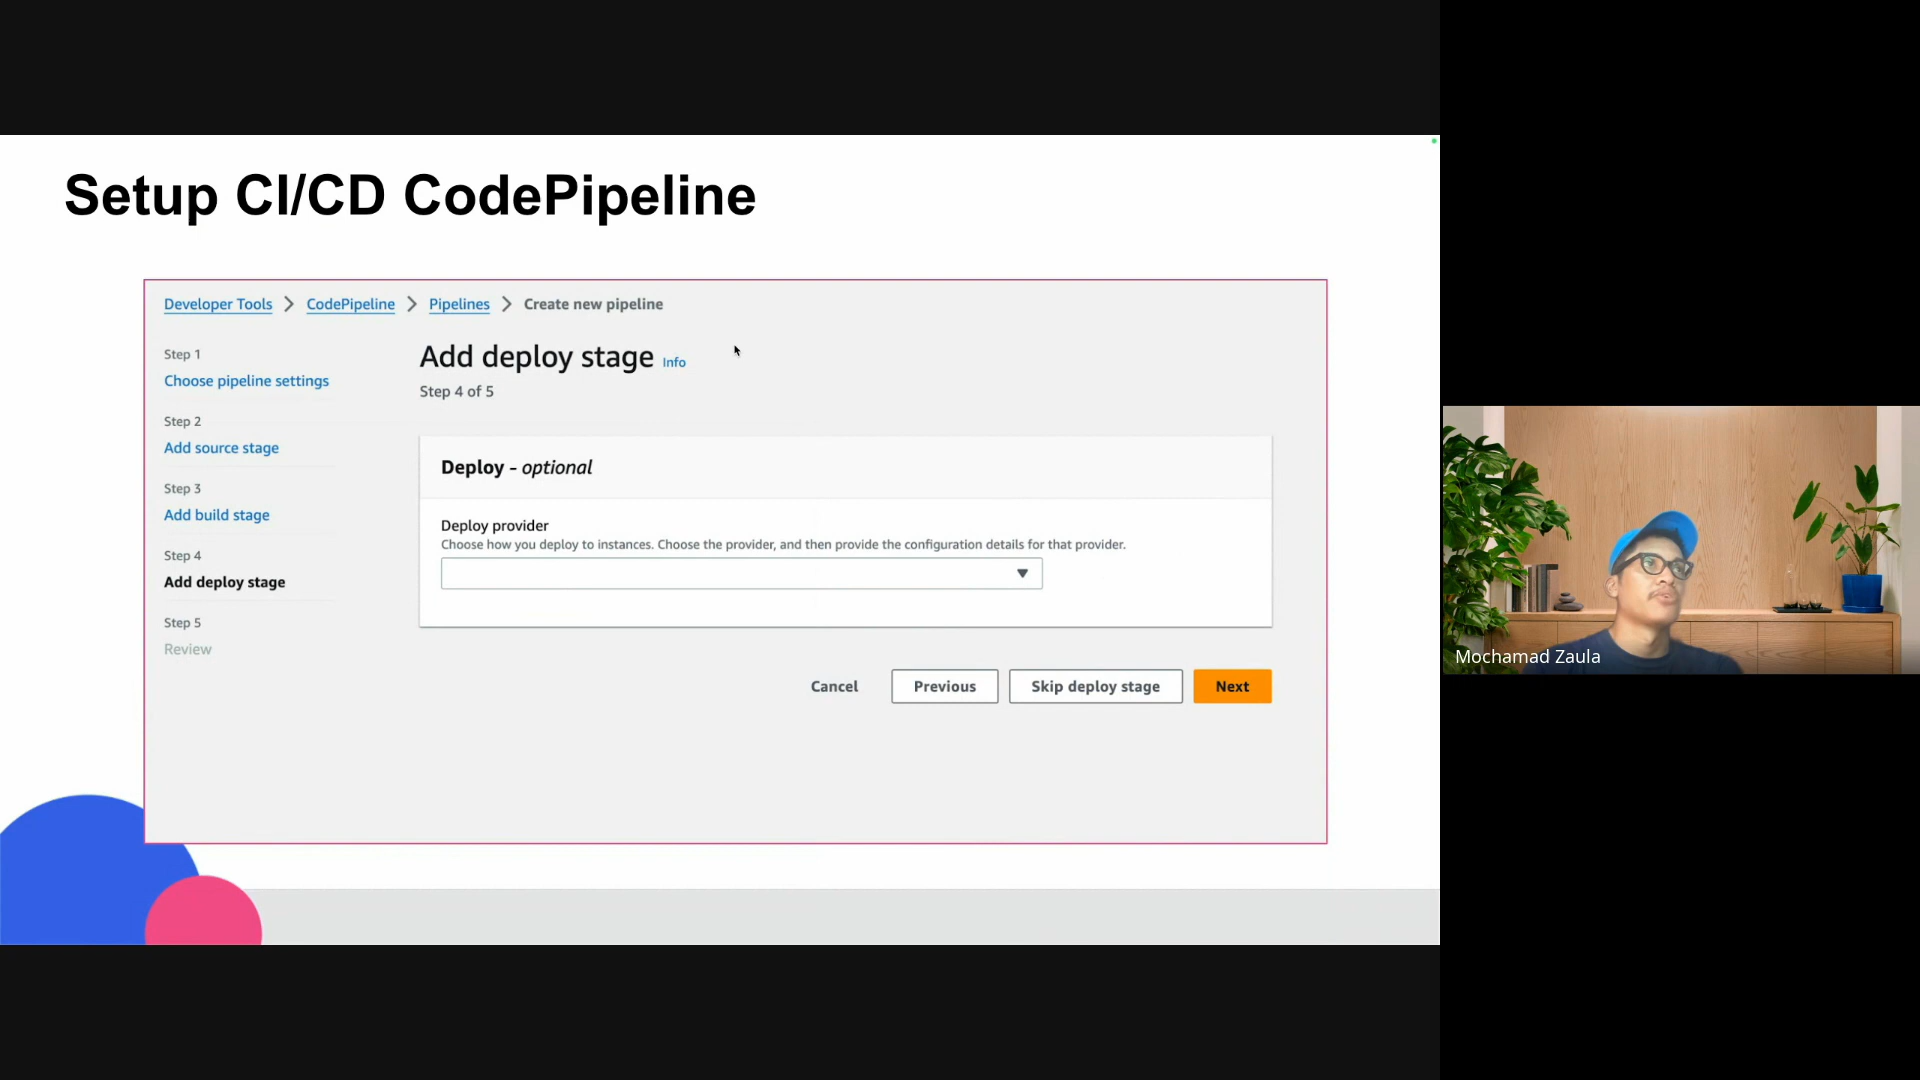 Setup CI/CD CodePipeline
Developer Tools > CodePipeline > Pipelines > Create new pipeline
Step 1
Choose pipeline settings
Step 2
Add source stage
Step 3
Add build stage
Step 4
Add deploy stage
Step 5
Review
Add deploy stage Info
Step 4 of 5
Deploy - optional
Deploy provider
Choose how you deploy to instances. Choose the provider, and then provide the configuration details for that provider.
Cancel
Previous
Skip deploy stage
Next
Mochamad Zaula